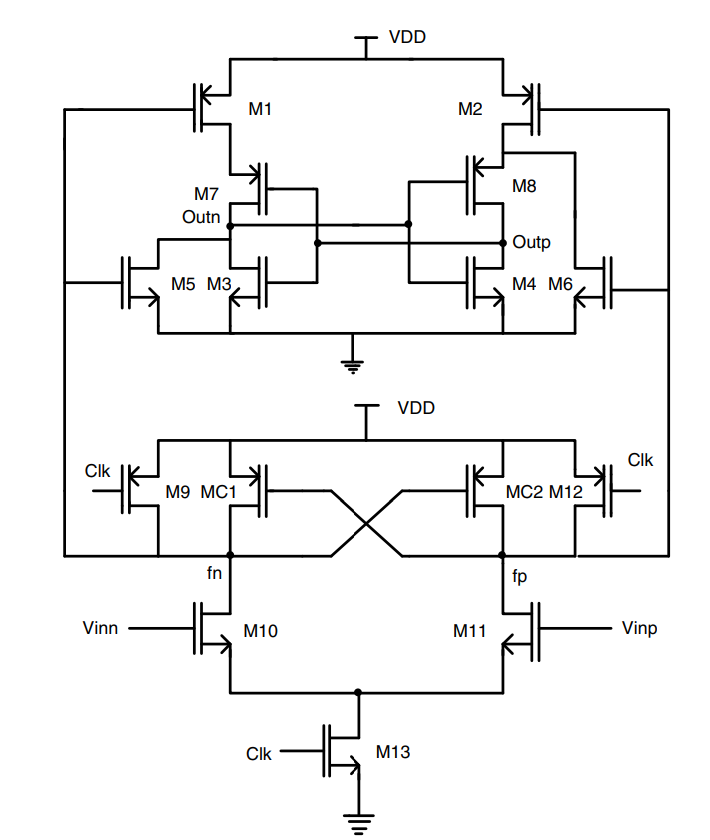 VDD
M1 M2
M7 M8
Outn Outp
M5 M3 M4 M6
VDD
Clk Clk
M9 MC1 MC2 M12
fn fp
Vinn M10 M11 Vinp
Clk M13